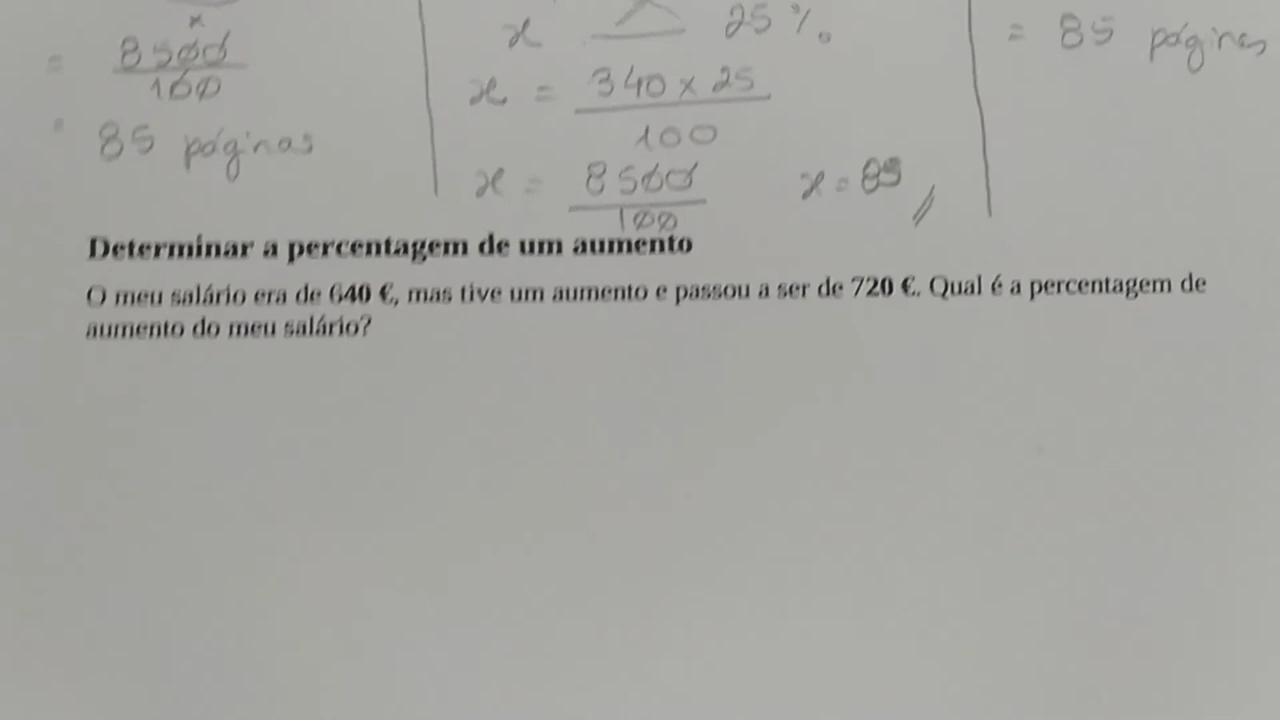 x
= 8500
100
85 páginas
x 25 %
x = 340 x 25
100
x = 8500
100
x = 85
= 85 páginas
Determinar a percentagem de um aumento
O meu salário era de 640 €, mas tive um aumento e passou a ser de 720 €. Qual é a percentagem de
aumento do meu salário?